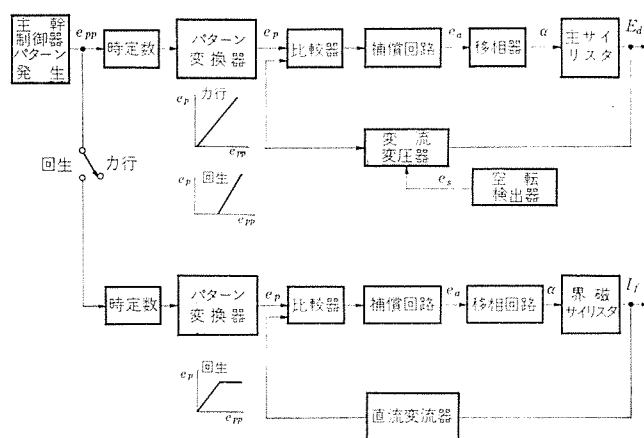 主幹
制御器
パターン
発生
e_pp
時定数
パターン
変換器
e_p
比較器
補償回路
e_a
移相器
α
主サイ
リスタ
E_d
e_p
力行
e_pp
変流
変圧器
e_s
空転
検出器
回生
力行
e_p
回生
e_pp
時定数
パターン
変換器
e_p
比較器
補償回路
e_a
移相回路
α
界磁
サイリスタ
I_f
e_p
回生
e_pp
直流変流器